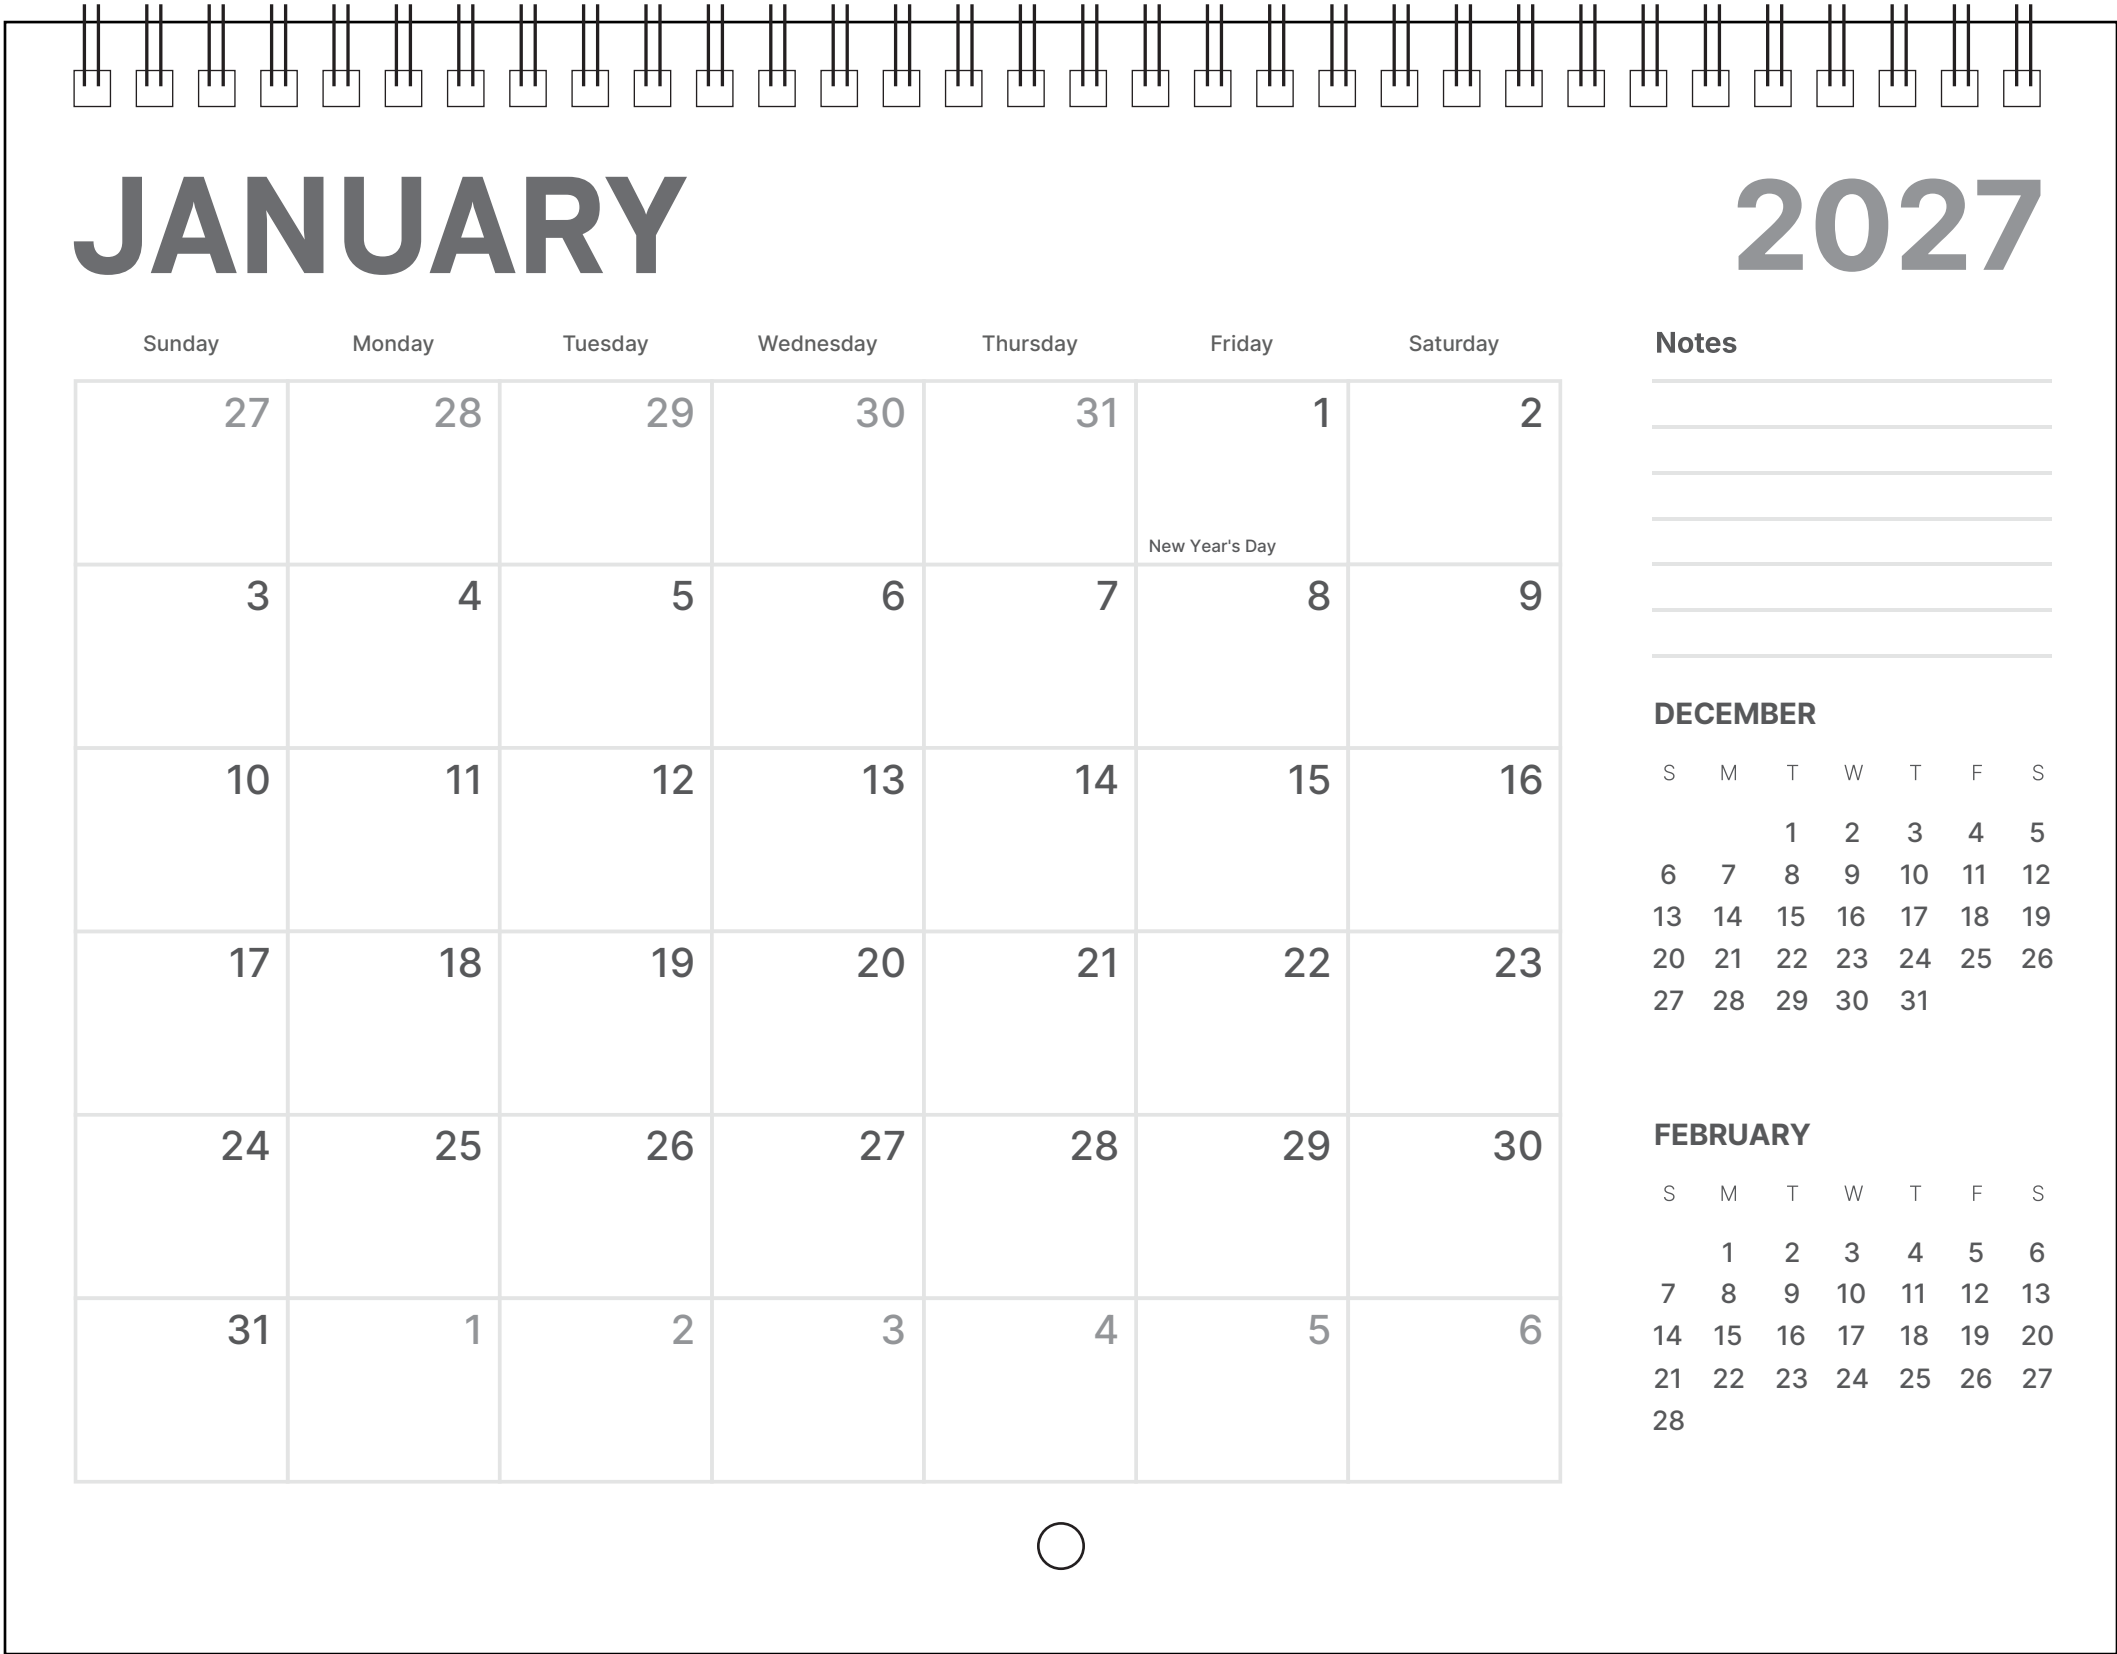 JANUARY 2027
Sunday Monday Tuesday Wednesday Thursday Friday Saturday
27 28 29 30 31 1 2
New Year's Day
3 4 5 6 7 8 9
10 11 12 13 14 15 16
17 18 19 20 21 22 23
24 25 26 27 28 29 30
31 1 2 3 4 5 6
Notes
DECEMBER
S M T W T F S
1 2 3 4 5
6 7 8 9 10 11 12
13 14 15 16 17 18 19
20 21 22 23 24 25 26
27 28 29 30 31
FEBRUARY
S M T W T F S
1 2 3 4 5 6
7 8 9 10 11 12 13
14 15 16 17 18 19 20
21 22 23 24 25 26 27
28